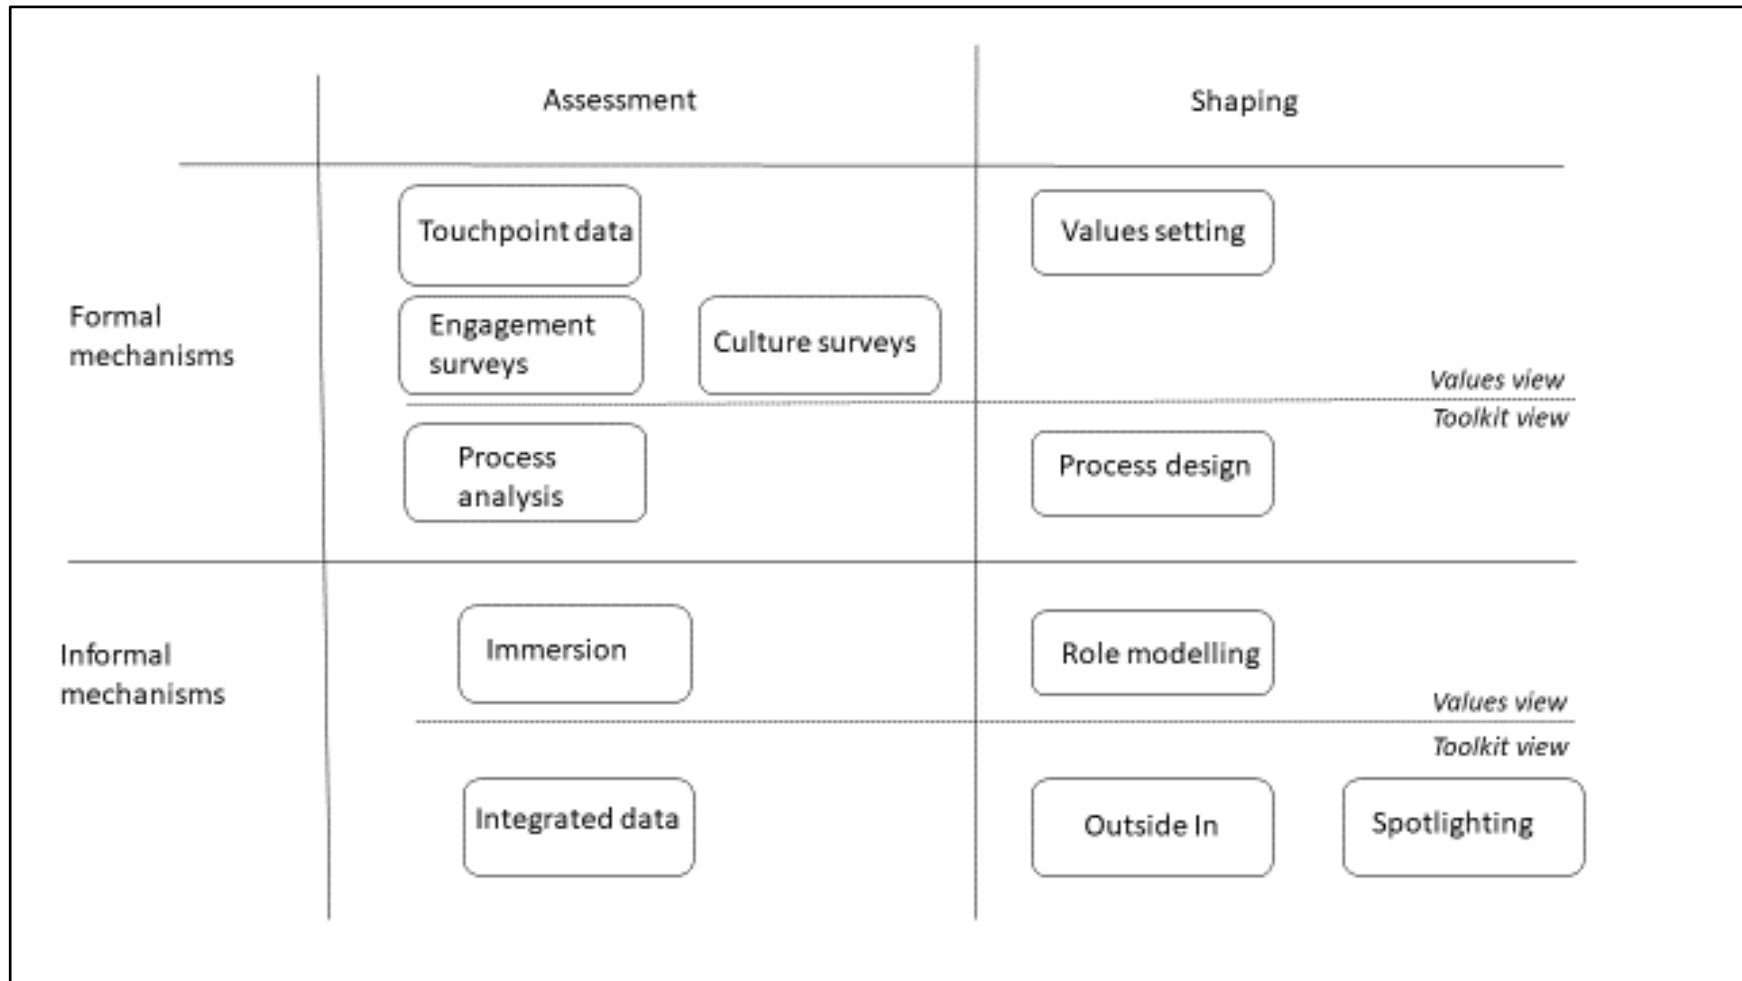 Assessment
Shaping
Touchpoint data
Values setting
Formal
mechanisms
Engagement
surveys
Culture surveys
Values view
Toolkit view
Process
analysis
Process design
Informal
mechanisms
Immersion
Role modelling
Values view
Toolkit view
Integrated data
Outside In
Spotlighting